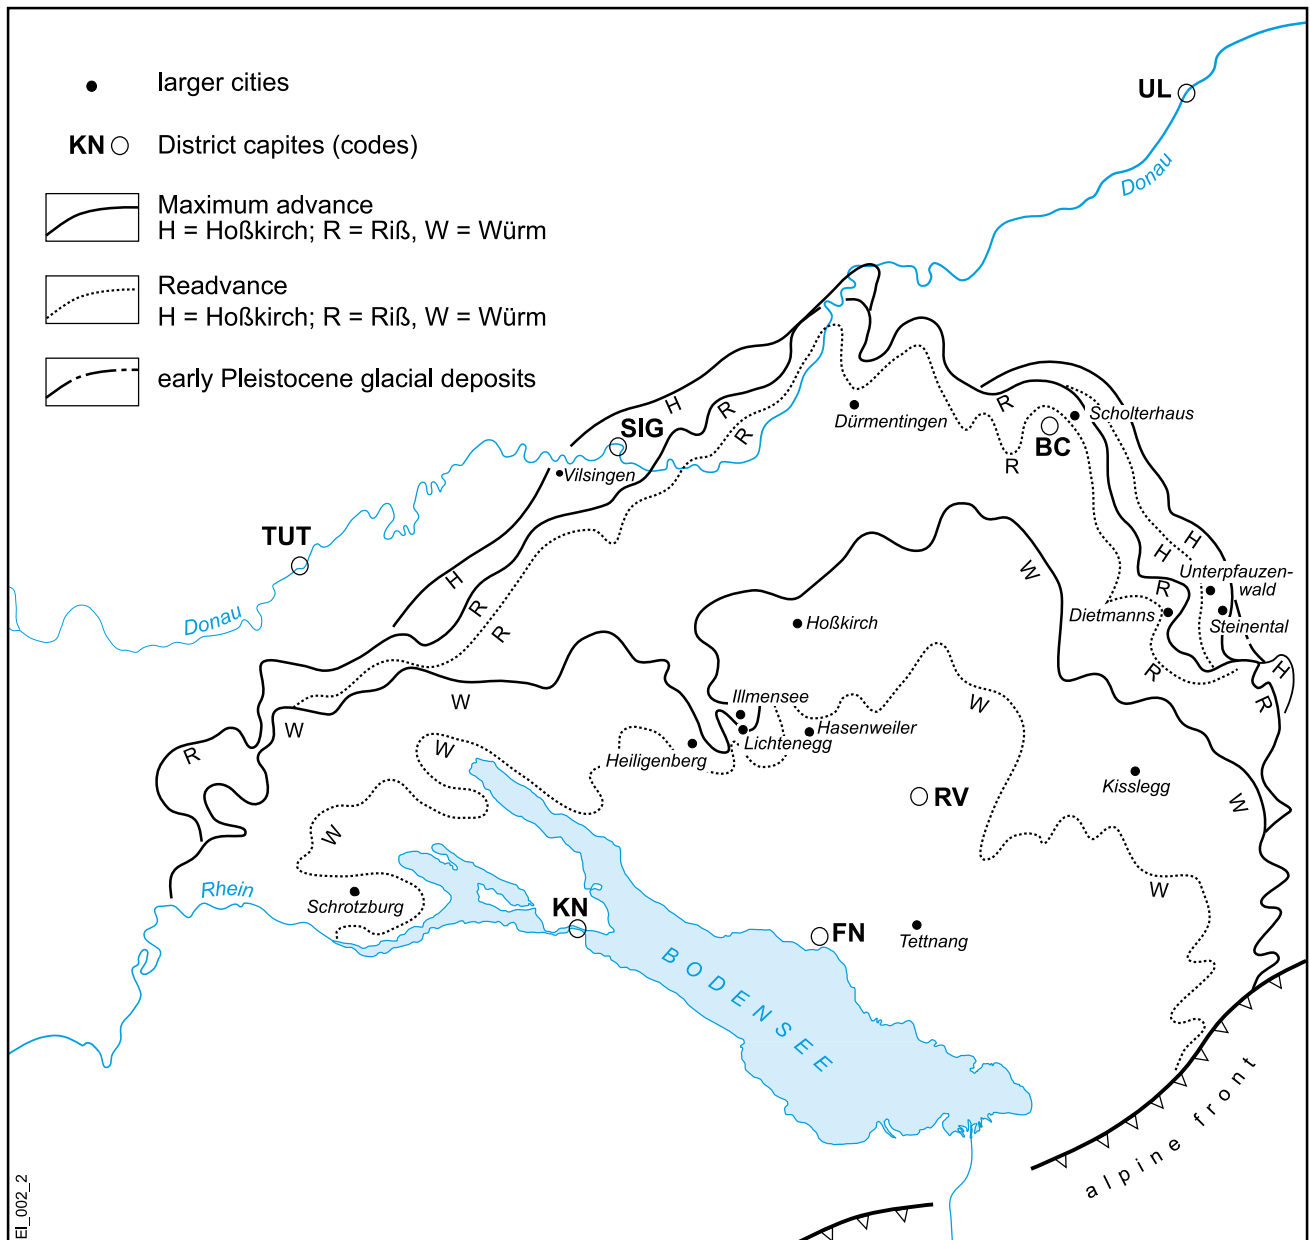 larger cities
KN
District capites (codes)
Maximum advance
H = Hoßkirch; R = Riß, W = Würm
Readvance
H = Hoßkirch; R = Riß, W = Würm
early Pleistocene glacial deposits
UL
Donau
H
R
R
R
Dürmentingen
Scholterhaus
SIG
BC
R
Vilsingen
TUT
H
H
W
Unterpfauzen-
wald
H
R
R
Dietmanns
Steinental
Donau
Hoßkirch
R
H
R
W
W
Illmensee
W
W
Hasenweiler
Lichtenegg
R
W
Heiligenberg
Kisslegg
RV
W
W
Rhein
Schrotzburg
W
KN
FN
Tettnang
BODENSEE
alpine front
EI_002_2